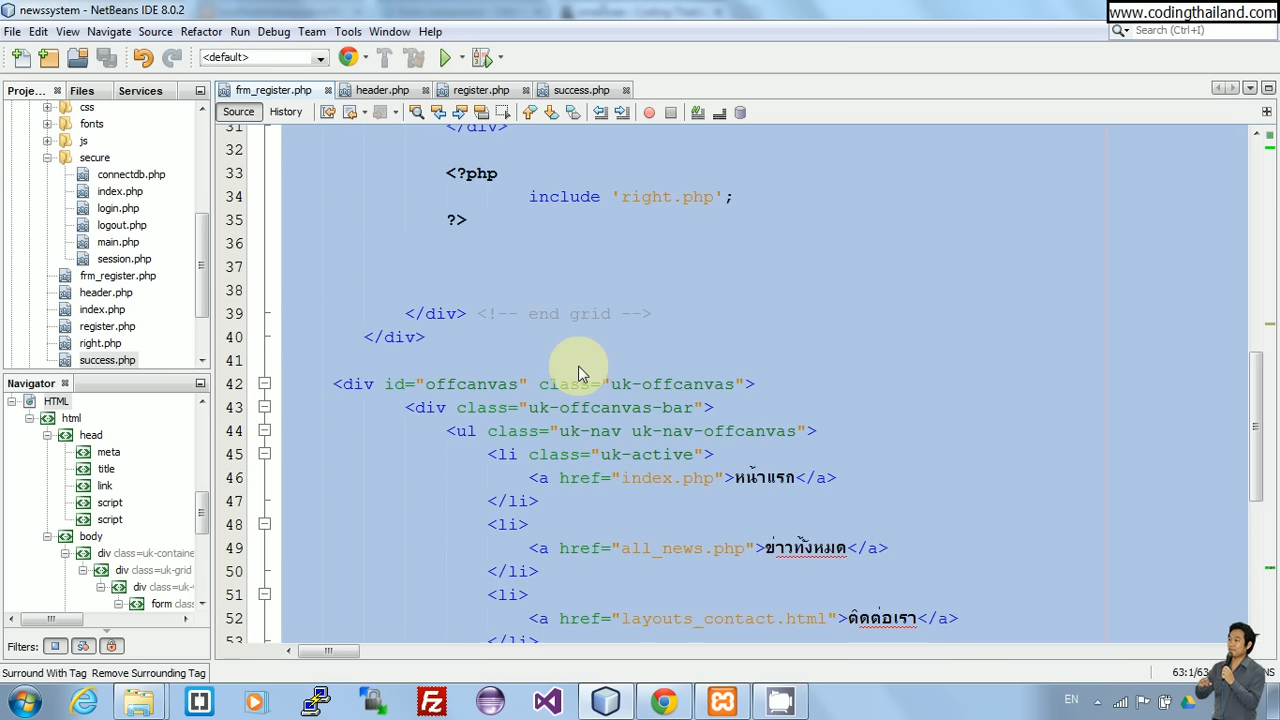 newssystem - NetBeans IDE 8.0.2
www.codingthailand.com
File Edit View Navigate Source Refactor Run Debug Team Tools Window Help
Search (Ctrl+I)
<default>
Proj... Files Services
frm_register.php header.php register.php success.php
Source History
css
fonts
js
secure
connectdb.php
index.php
login.php
logout.php
main.php
session.php
frm_register.php
header.php
index.php
register.php
right.php
success.php
31 </div>
32
33 <?php
34 include 'right.php';
35 ?>
36
37
38
39 </div> <!-- end grid -->
40 </div>
41
42 <div id="offcanvas" class="uk-offcanvas">
43 <div class="uk-offcanvas-bar">
44 <ul class="uk-nav uk-nav-offcanvas">
45 <li class="uk-active">
46 <a href="index.php">หน้าแรก</a>
47 </li>
48 <li>
49 <a href="all_news.php">ข่าวทั้งหมด</a>
50 </li>
51 <li>
52 <a href="layouts_contact.html">ติดต่อเรา</a>
53 </li>
Navigator
HTML
html
head
meta
title
link
script
script
body
div class=uk-containe
div class=uk-grid
div class=uk-
form class
Filters:
Surround With Tag Remove Surrounding Tag
63:1/63
EN